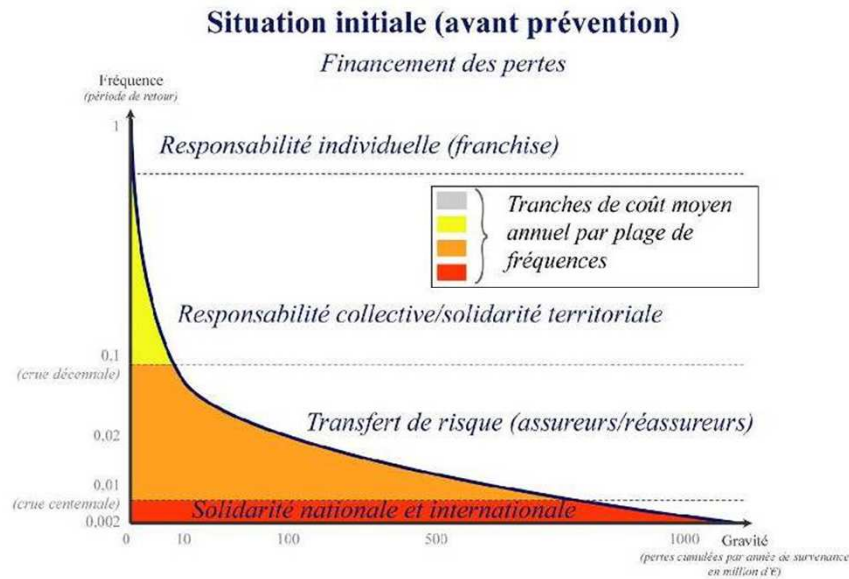 Situation initiale (avant prévention)
Financement des pertes
Fréquence
(période de retour)
1
Responsabilité individuelle (franchise)
Tranches de coût moyen
annuel par plage de
fréquences
Responsabilité collective/solidarité territoriale
0,1
(crue décennale)
Transfert de risque (assureurs/réassureurs)
0,02
0,01
(crue centennale)
Solidarité nationale et internationale
0,002
0
10
100
500
1000
Gravité
(pertes cumulées par année de survenance
en million d'€)